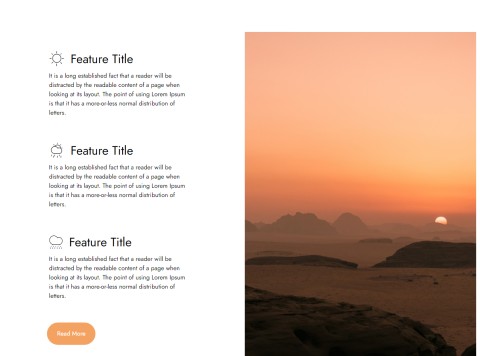 Feature Title
It is a long established fact that a reader will be
distracted by the readable content of a page when
looking at its layout. The point of using Lorem Ipsum
is that it has a more-or-less normal distribution of
letters.
Feature Title
It is a long established fact that a reader will be
distracted by the readable content of a page when
looking at its layout. The point of using Lorem Ipsum
is that it has a more-or-less normal distribution of
letters.
Feature Title
It is a long established fact that a reader will be
distracted by the readable content of a page when
looking at its layout. The point of using Lorem Ipsum
is that it has a more-or-less normal distribution of
letters.
Read More